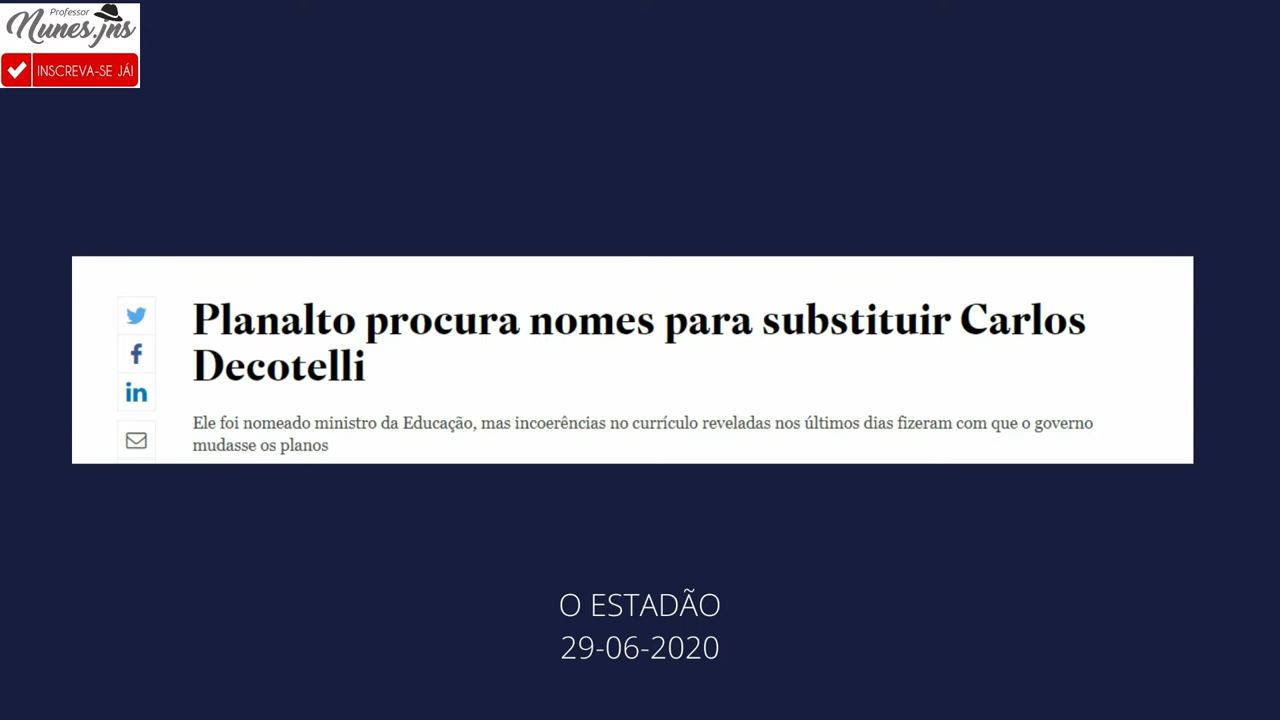 Professor
Nunes.jns
INSCREVA-SE JÁ!
Planalto procura nomes para substituir Carlos
Decotelli
Ele foi nomeado ministro da Educação, mas incoerências no currículo reveladas nos últimos dias fizeram com que o governo
mudasse os planos
O ESTADÃO
29-06-2020